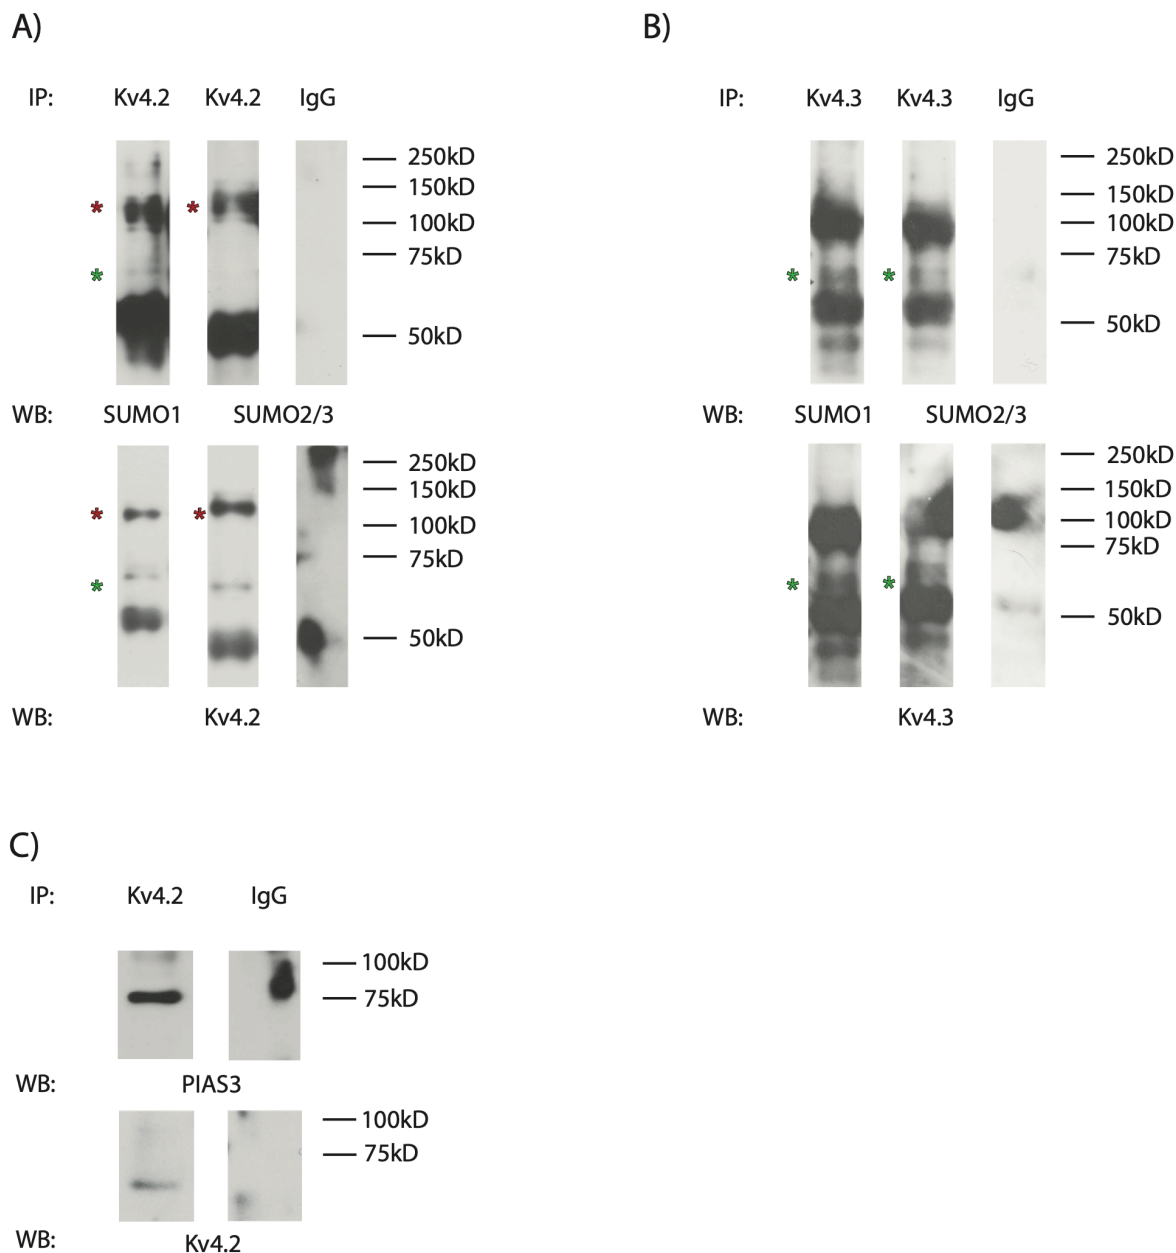 A)
IP: Kv4.2 Kv4.2 IgG
250kD
150kD
100kD
75kD
50kD
WB: SUMO1 SUMO2/3
250kD
150kD
100kD
75kD
50kD
WB: Kv4.2
B)
IP: Kv4.3 Kv4.3 IgG
250kD
150kD
100kD
75kD
50kD
WB: SUMO1 SUMO2/3
250kD
150kD
100kD
75kD
50kD
WB: Kv4.3
C)
IP: Kv4.2 IgG
100kD
75kD
WB: PIAS3
100kD
75kD
WB: Kv4.2